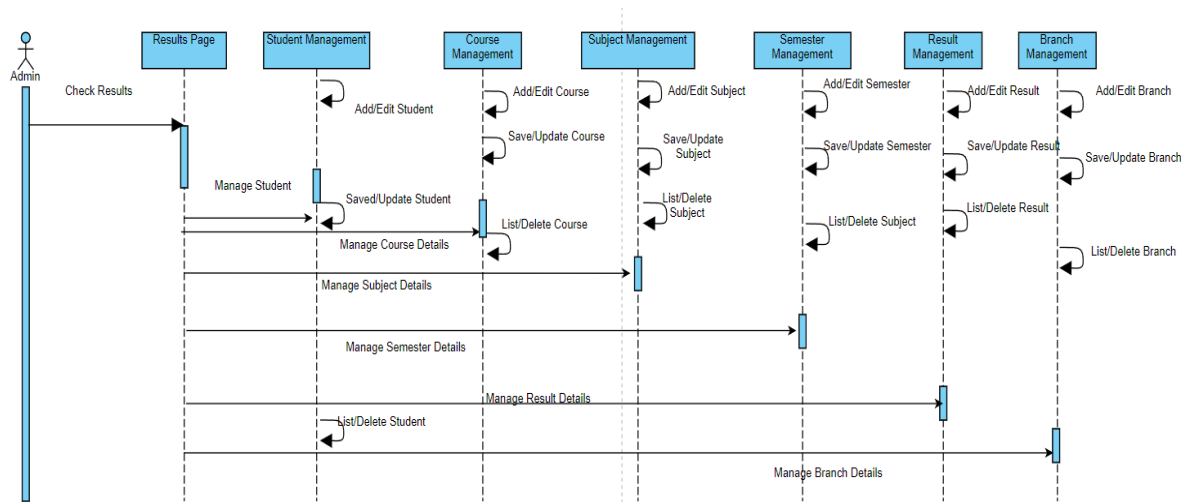 Results Page
Student Management
Course
Management
Subject Management
Semester
Management
Result
Management
Branch
Management
Admin
Check Results
Add/Edit Student
Add/Edit Course
Add/Edit Subject
Add/Edit Semester
Add/Edit Result
Add/Edit Branch
Save/Update Course
Save/Update
Subject
Save/Update Semester
Save/Update Result
Save/Update Branch
Manage Student
Saved/Update Student
List/Delete Course
List/Delete
Subject
List/Delete Subject
List/Delete Result
Manage Course Details
List/Delete Branch
Manage Subject Details
Manage Semester Details
Manage Result Details
List/Delete Student
Manage Branch Details